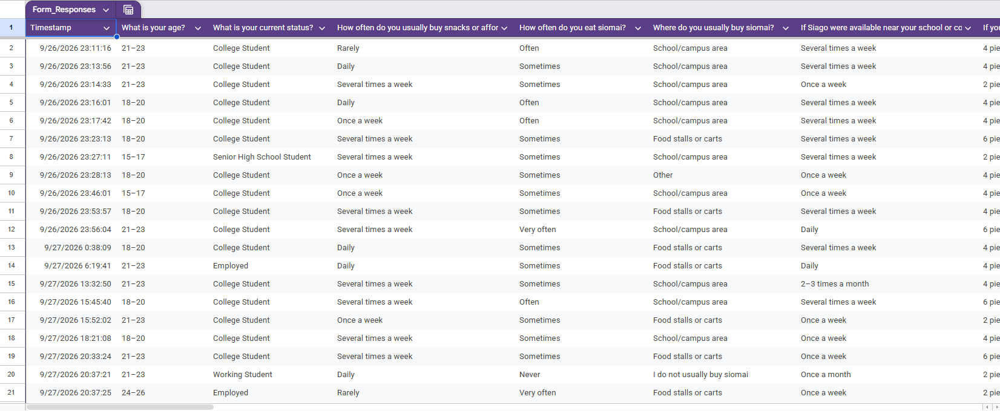 Form_Responses
1 Timestamp What is your age? What is your current status? How often do you usually buy snacks or affor How often do you eat siomai? Where do you usually buy siomai? If Siago were available near your school or co If you
2 9/26/2026 23:11:16 21–23 College Student Rarely Often School/campus area Several times a week 4 pie
3 9/26/2026 23:13:56 21–23 College Student Daily Sometimes School/campus area Several times a week 4 pie
4 9/26/2026 23:14:33 21–23 College Student Several times a week Sometimes School/campus area Once a week 2 pie
5 9/26/2026 23:16:01 18–20 College Student Daily Often School/campus area Several times a week 4 pie
6 9/26/2026 23:17:42 18–20 College Student Once a week Often School/campus area Several times a week 4 pie
7 9/26/2026 23:23:13 18–20 College Student Several times a week Sometimes Food stalls or carts Several times a week 6 pie
8 9/26/2026 23:27:11 15–17 Senior High School Student Several times a week Sometimes School/campus area Several times a week 2 pie
9 9/26/2026 23:28:13 18–20 College Student Once a week Sometimes Other Once a week 4 pie
10 9/26/2026 23:46:01 15–17 College Student Once a week Sometimes School/campus area Once a week 4 pie
11 9/26/2026 23:53:57 18–20 College Student Several times a week Sometimes Food stalls or carts Several times a week 4 pie
12 9/26/2026 23:56:04 21–23 College Student Several times a week Very often School/campus area Daily 6 pie
13 9/27/2026 0:38:09 18–20 College Student Daily Sometimes Food stalls or carts Several times a week 4 pie
14 9/27/2026 6:19:41 21–23 Employed Daily Sometimes Food stalls or carts Daily 4 pie
15 9/27/2026 13:32:50 21–23 College Student Several times a week Sometimes School/campus area 2–3 times a month 4 pie
16 9/27/2026 15:45:40 18–20 College Student Several times a week Often School/campus area Several times a week 6 pie
17 9/27/2026 15:52:02 21–23 College Student Once a week Sometimes Food stalls or carts Once a week 2 pie
18 9/27/2026 18:21:08 18–20 College Student Several times a week Sometimes School/campus area Once a week 4 pie
19 9/27/2026 20:33:24 21–23 College Student Several times a week Sometimes Food stalls or carts Once a week 6 pie
20 9/27/2026 20:37:21 21–23 Working Student Daily Never I do not usually buy siomai Once a month 2 pie
21 9/27/2026 20:37:25 24–26 Employed Rarely Very often Food stalls or carts Once a week 2 pie